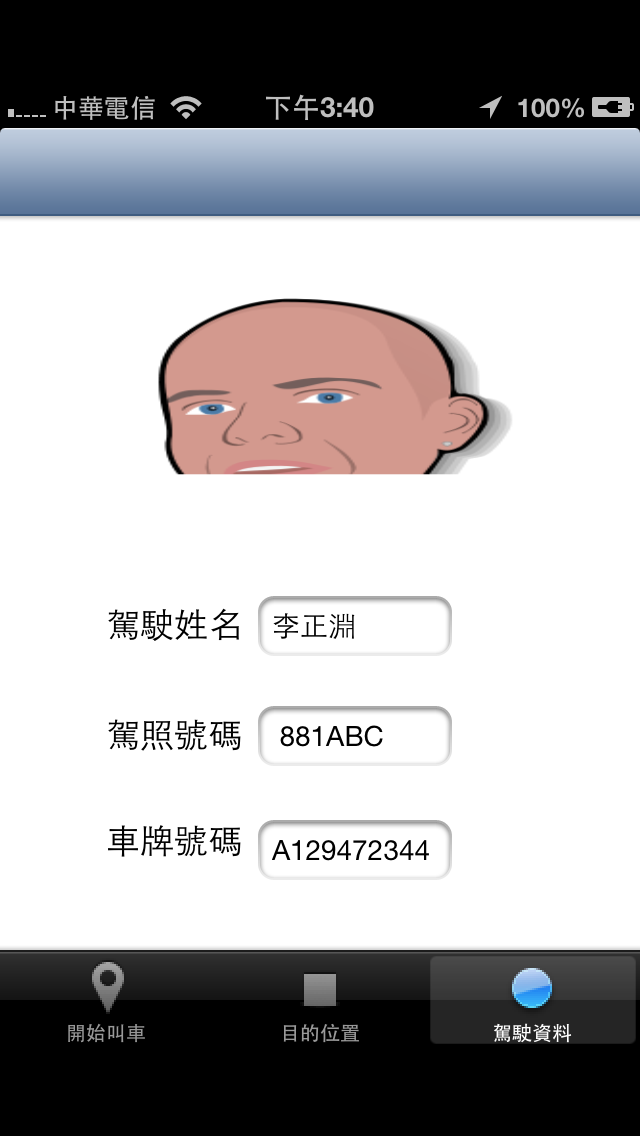 中華電信 下午3:40 100%
駕駛姓名 李正淵
駕照號碼 881ABC
車牌號碼 A129472344
開始叫車 目的位置 駕駛資料